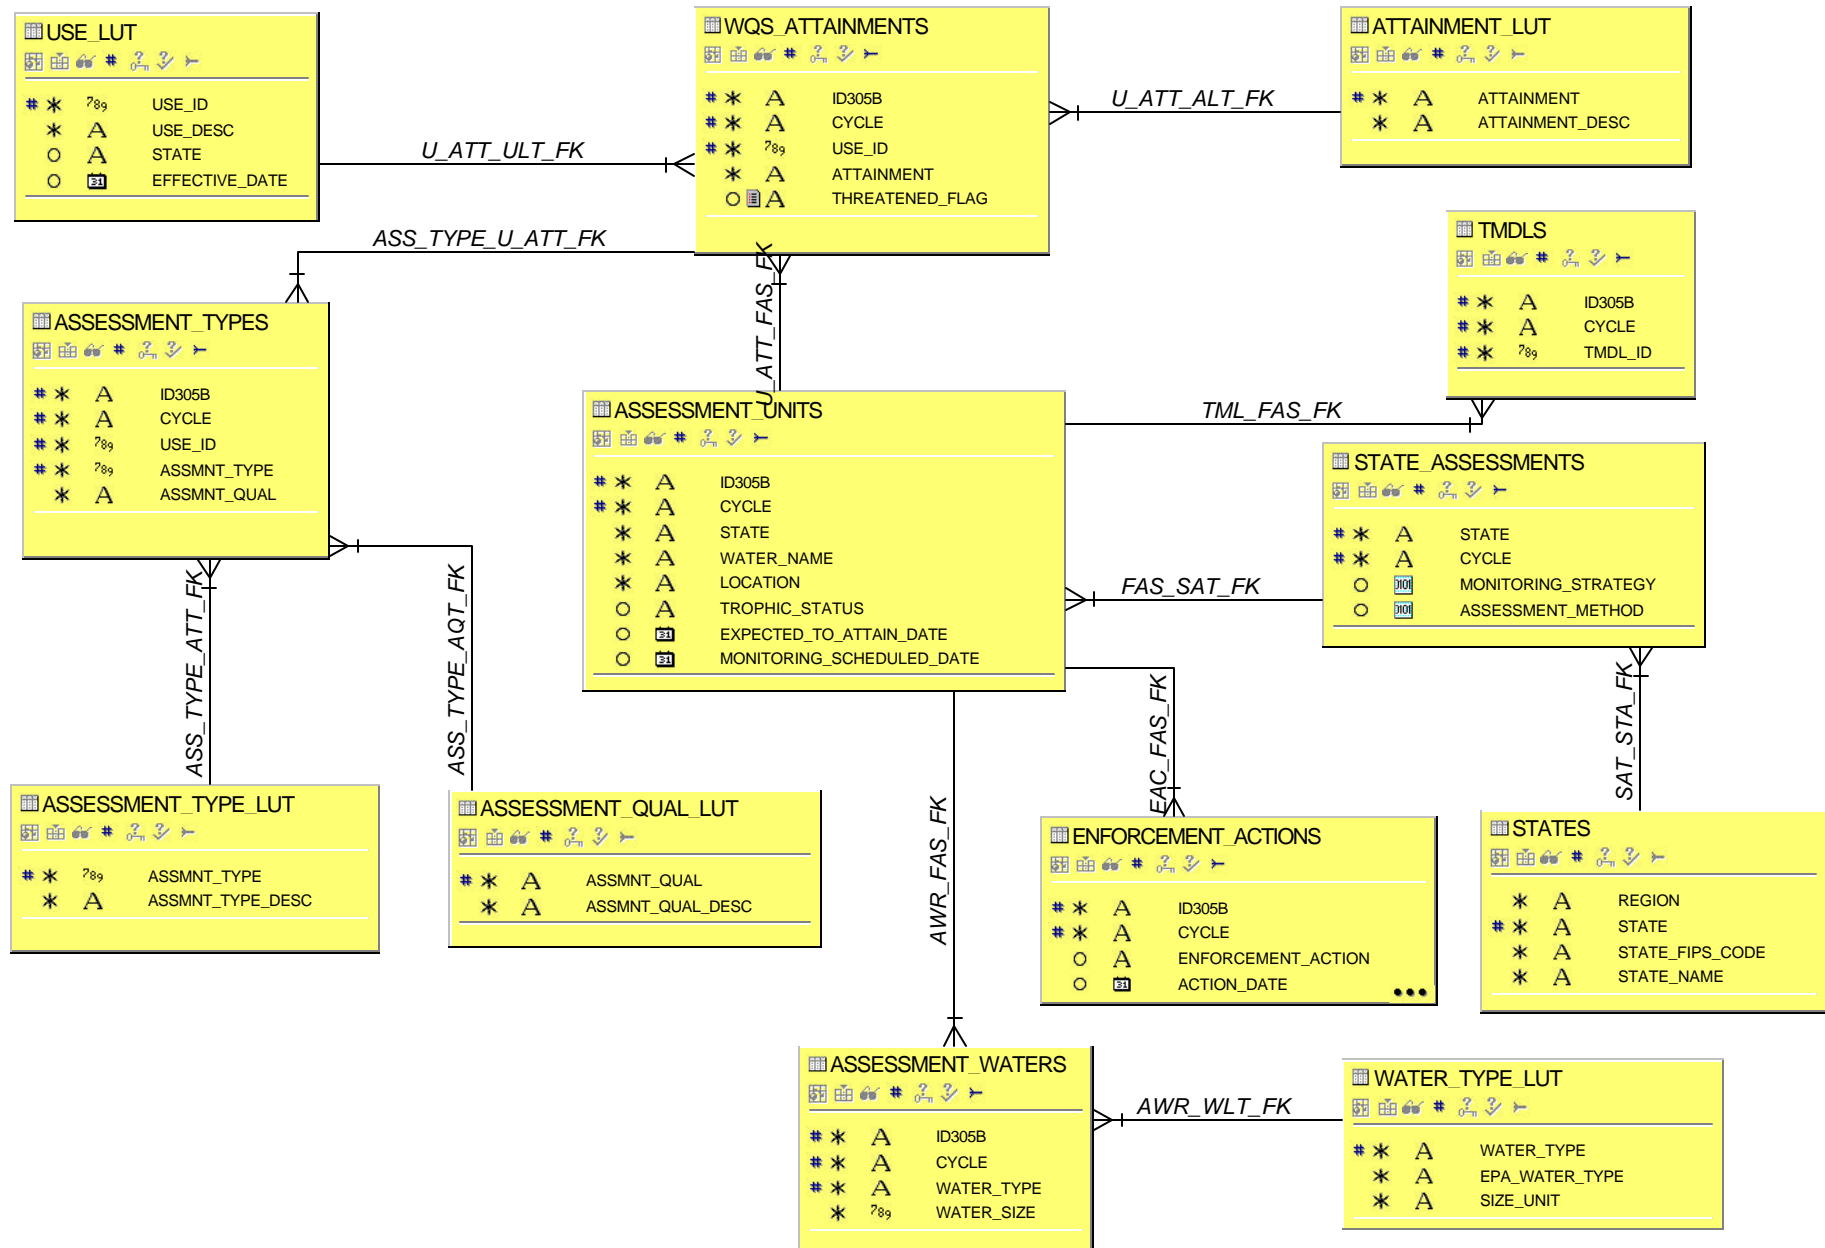 USE_LUT
USE_ID
USE_DESC
STATE
EFFECTIVE_DATE
U_ATT_ULT_FK
WQS_ATTAINMENTS
ID305B
CYCLE
USE_ID
ATTAINMENT
THREATENED_FLAG
U_ATT_ALT_FK
ATTAINMENT_LUT
ATTAINMENT
ATTAINMENT_DESC
ASS_TYPE_U_ATT_FK
U_ATT_FAS_FK
TMDLS
ID305B
CYCLE
TMDL_ID
ASSESSMENT_TYPES
ID305B
CYCLE
USE_ID
ASSMNT_TYPE
ASSMNT_QUAL
ASSESSMENT_UNITS
ID305B
CYCLE
STATE
WATER_NAME
LOCATION
TROPHIC_STATUS
EXPECTED_TO_ATTAIN_DATE
MONITORING_SCHEDULED_DATE
TML_FAS_FK
STATE_ASSESSMENTS
STATE
CYCLE
MONITORING_STRATEGY
ASSESSMENT_METHOD
FAS_SAT_FK
ASS_TYPE_ATT_FK
ASS_TYPE_AQT_FK
EAC_FAS_FK
SAT_STA_FK
AWR_FAS_FK
ASSESSMENT_TYPE_LUT
ASSMNT_TYPE
ASSMNT_TYPE_DESC
ASSESSMENT_QUAL_LUT
ASSMNT_QUAL
ASSMNT_QUAL_DESC
ENFORCEMENT_ACTIONS
ID305B
CYCLE
ENFORCEMENT_ACTION
ACTION_DATE
STATES
REGION
STATE
STATE_FIPS_CODE
STATE_NAME
ASSESSMENT_WATERS
ID305B
CYCLE
WATER_TYPE
WATER_SIZE
AWR_WLT_FK
WATER_TYPE_LUT
WATER_TYPE
EPA_WATER_TYPE
SIZE_UNIT